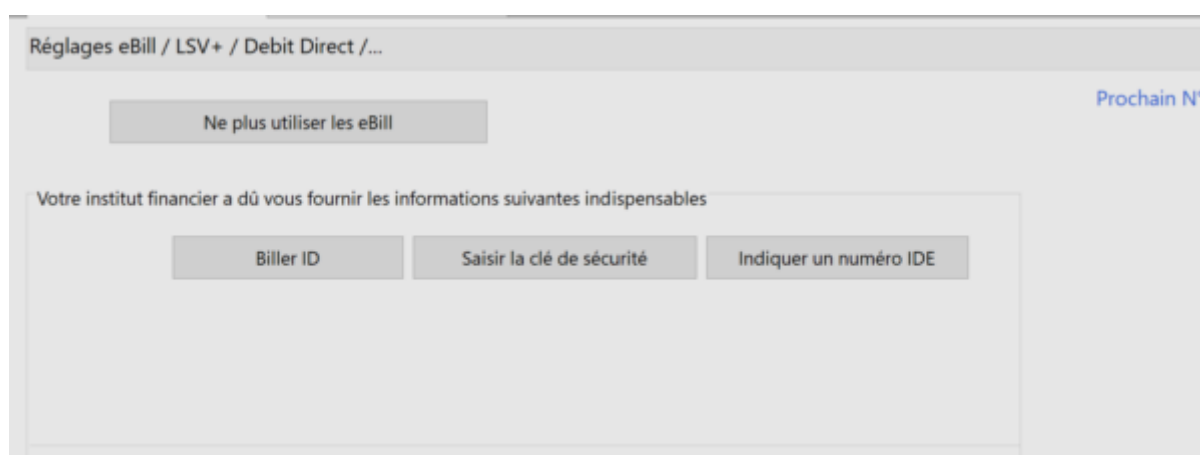 Réglages eBill / LSV+ / Debit Direct /...
Prochain N°
Ne plus utiliser les eBill
Votre institut financier a dû vous fournir les informations suivantes indispensables
Biller ID
Saisir la clé de sécurité
Indiquer un numéro IDE